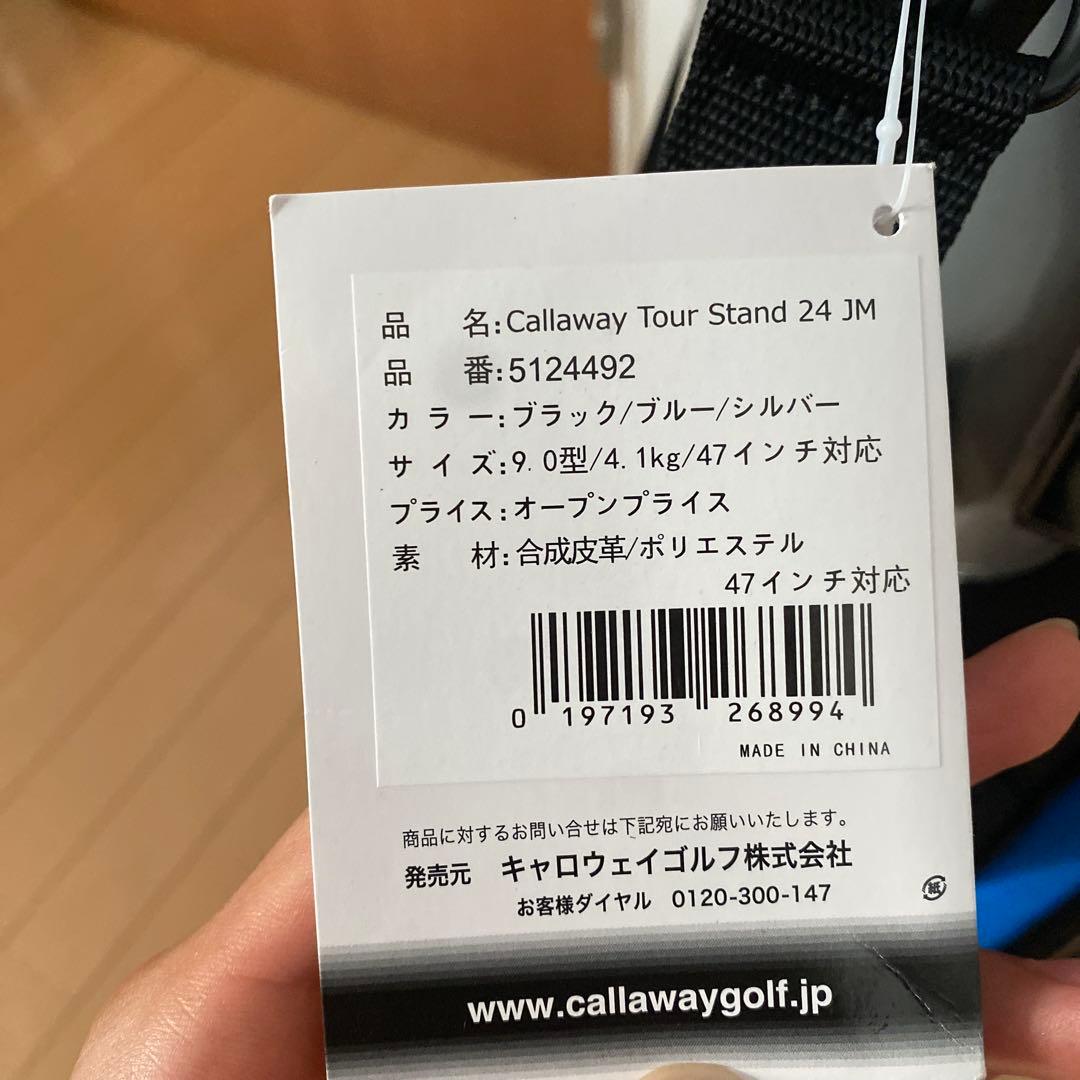 品 名:Callaway Tour Stand 24 JM
品 番:5124492
カラー:ブラック/ブルー/シルバー
サイズ:9.0型/4.1kg/47インチ対応
プライス:オープンプライス
素 材:合成皮革/ポリエステル
47インチ対応
0 197193 268994
MADE IN CHINA
商品に対するお問い合せは下記宛にお願いいたします。
発売元 キャロウェイゴルフ株式会社
お客様ダイヤル 0120-300-147
紙
www.callawaygolf.jp